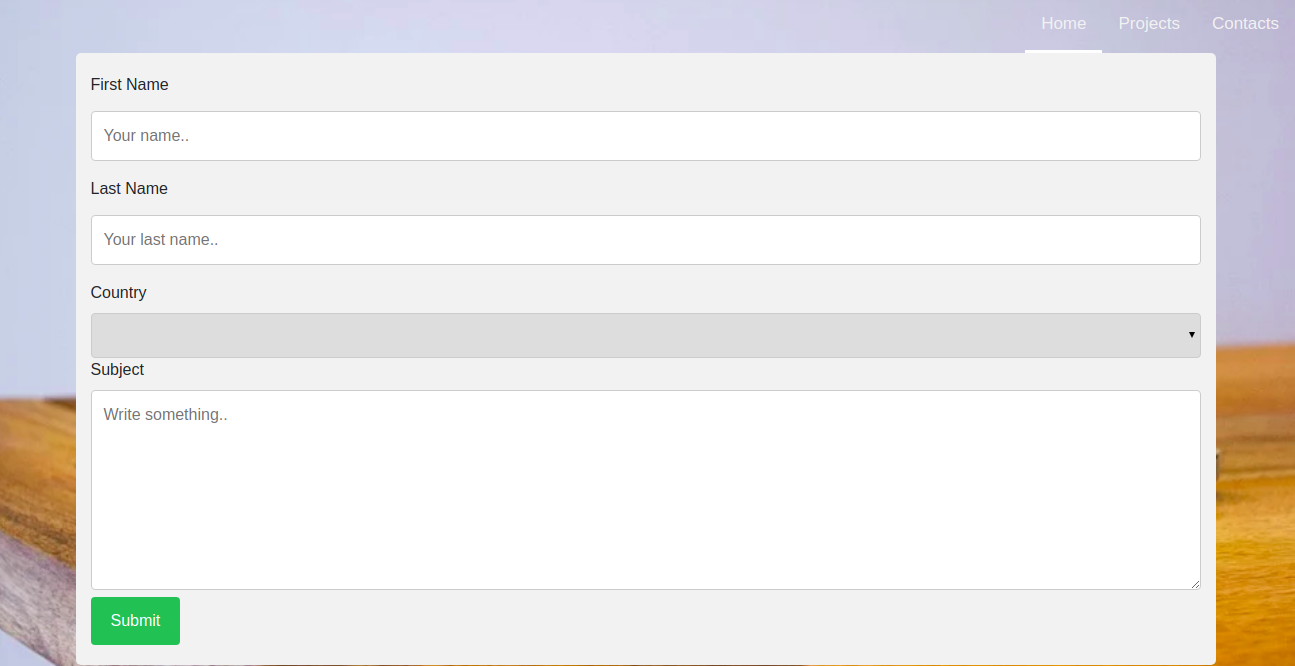 Home Projects Contacts
First Name
Your name..
Last Name
Your last name..
Country
Subject
Write something..
Submit